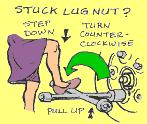 STUCK LUG NUT?
STEP DOWN
TURN COUNTER-CLOCKWISE
PULL UP